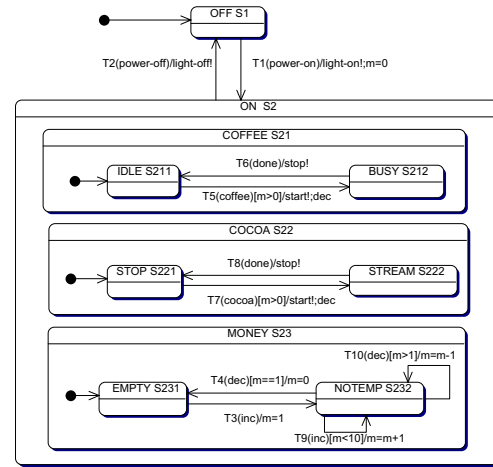 OFF S1
T2(power-off)/light-off!
T1(power-on)/light-on!;m=0
ON S2
COFFEE S21
T6(done)/stop!
IDLE S211
BUSY S212
T5(coffee)[m>0]/start!;dec
COCOA S22
T8(done)/stop!
STOP S221
STREAM S222
T7(cocoa)[m>0]/start!;dec
MONEY S23
T10(dec)[m>1]/m=m-1
T4(dec)[m==1]/m=0
EMPTY S231
NOTEMP S232
T3(inc)/m=1
T9(inc)[m<10]/m=m+1